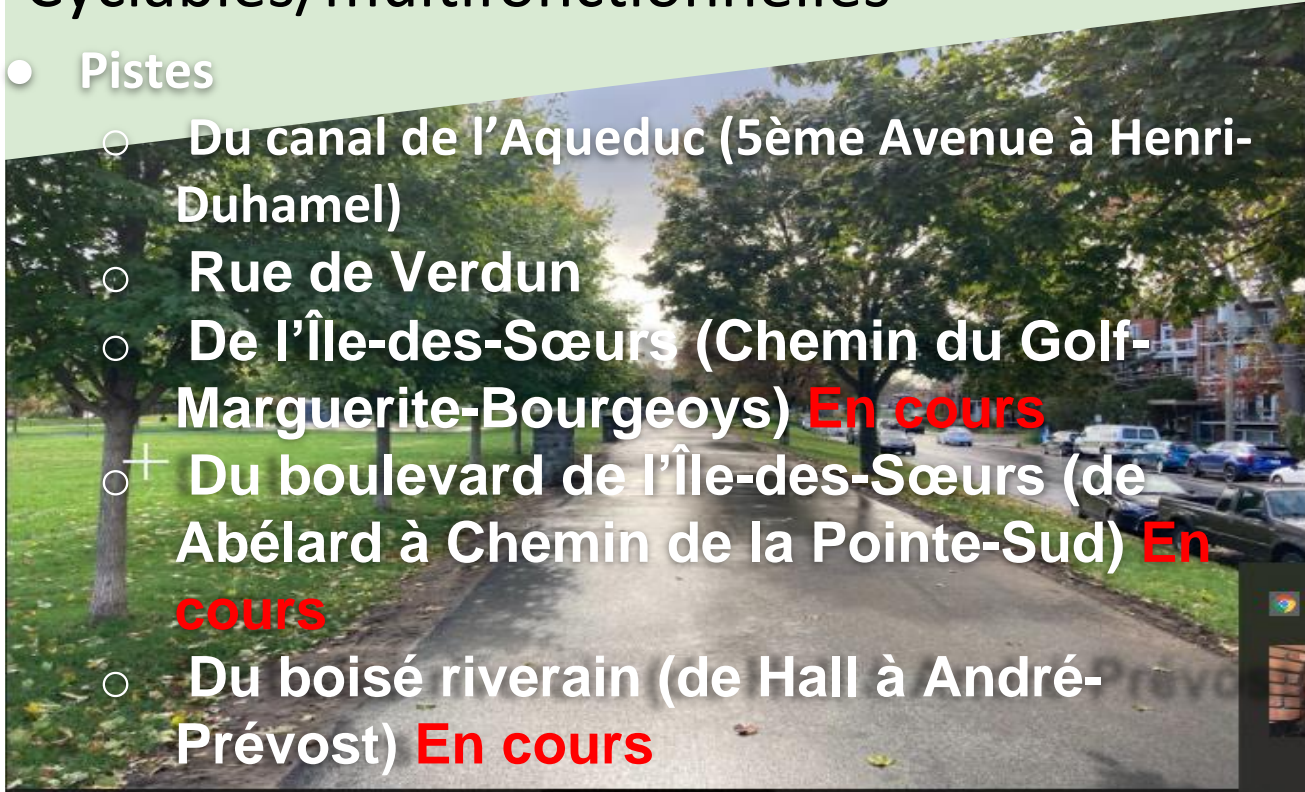 Cyclables/multifonctionnelles
● Pistes
○ Du canal de l’Aqueduc (5ème Avenue à Henri-
Duhamel)
○ Rue de Verdun
○ De l’Île-des-Sœurs (Chemin du Golf-
Marguerite-Bourgeoys) En cours
○ Du boulevard de l’Île-des-Sœurs (de
Abélard à Chemin de la Pointe-Sud) En
cours
○ Du boisé riverain (de Hall à André-
Prévost) En cours